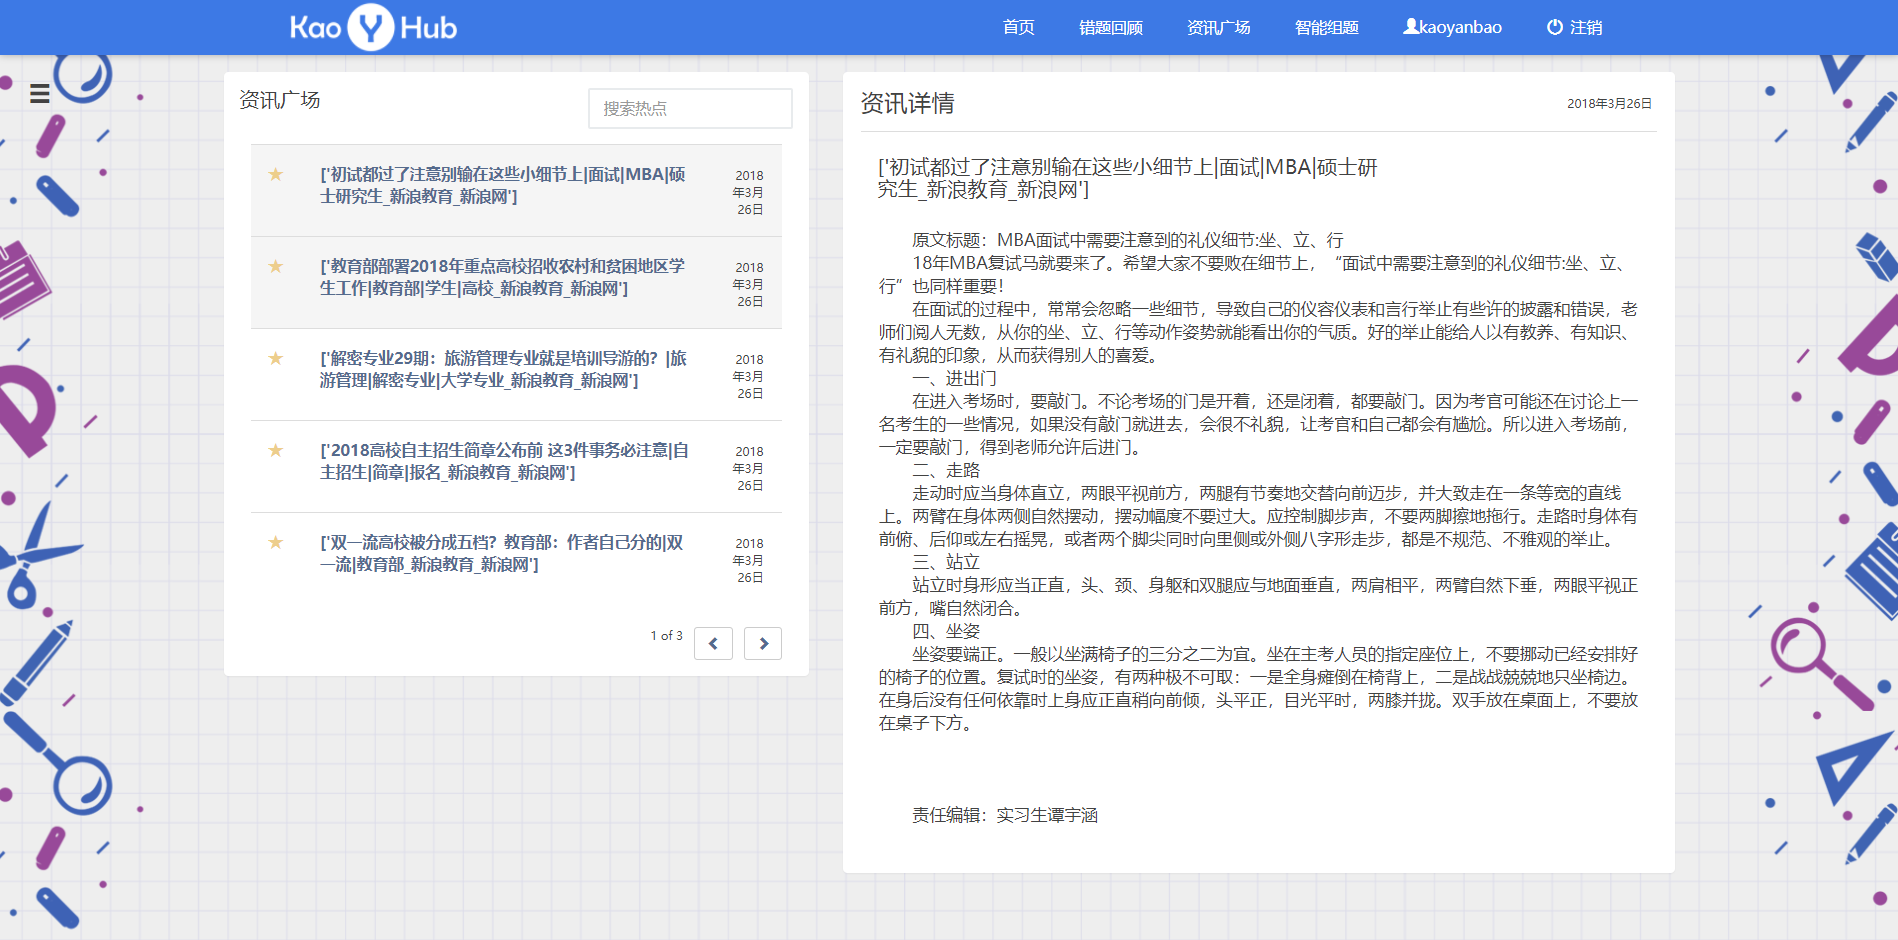 Kao Y Hub
首页 错题回顾 资讯广场 智能组题 kaoyanbao 注销
资讯广场
搜索热点
['初试都过了注意别输在这些小细节上|面试|MBA|硕
士研究生_新浪教育_新浪网']
2018
年3月
26日
['教育部部署2018年重点高校招收农村和贫困地区学
生工作|教育部|学生|高校_新浪教育_新浪网']
2018
年3月
26日
['解密专业29期：旅游管理专业就是培训导游的？|旅
游管理|解密专业|大学专业_新浪教育_新浪网']
2018
年3月
26日
['2018高校自主招生简章公布前 这3件事务必注意|自
主招生|简章|报名_新浪教育_新浪网']
2018
年3月
26日
['双一流高校被分成五档？教育部：作者自己分的|双
一流|教育部_新浪教育_新浪网']
2018
年3月
26日
1 of 3
资讯详情
2018年3月26日
['初试都过了注意别输在这些小细节上|面试|MBA|硕士研
究生_新浪教育_新浪网']
原文标题：MBA面试中需要注意到的礼仪细节:坐、立、行
18年MBA复试马就要来了。希望大家不要败在细节上，“面试中需要注意到的礼仪细节:坐、立、
行”也同样重要！
在面试的过程中，常常会忽略一些细节，导致自己的仪容仪表和言行举止有些许的披露和错误，老
师们阅人无数，从你的坐、立、行等动作姿势就能看出你的气质。好的举止能给人以有教养、有知识、
有礼貌的印象，从而获得别人的喜爱。
一、进出门
在进入考场时，要敲门。不论考场的门是开着，还是闭着，都要敲门。因为考官可能还在讨论上一
名考生的一些情况，如果没有敲门就进去，会很不礼貌，让考官和自己都会有尴尬。所以进入考场前，
一定要敲门，得到老师允许后进门。
二、走路
走动时应当身体直立，两眼平视前方，两腿有节奏地交替向前迈步，并大致走在一条等宽的直线
上。两臂在身体两侧自然摆动，摆动幅度不要过大。应控制脚步声，不要两脚擦地拖行。走路时身体有
前俯、后仰或左右摇晃，或者两个脚尖同时向里侧或外侧八字形走步，都是不规范、不雅观的举止。
三、站立
站立时身形应当正直，头、颈、身躯和双腿应与地面垂直，两肩相平，两臂自然下垂，两眼平视正
前方，嘴自然闭合。
四、坐姿
坐姿要端正。一般以坐满椅子的三分之二为宜。坐在主考人员的指定座位上，不要挪动已经安排好
的椅子的位置。复试时的坐姿，有两种极不可取：一是全身瘫倒在椅背上，二是战战兢兢地只坐椅边。
在身后没有任何依靠时上身应正直稍向前倾，头平正，目光平时，两膝并拢。双手放在桌面上，不要放
在桌子下方。
责任编辑：实习生谭宇涵